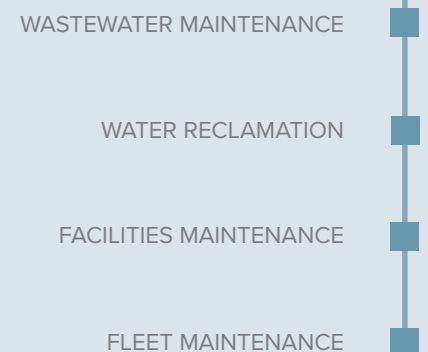 WASTEWATER MAINTENANCE
WATER RECLAMATION
FACILITIES MAINTENANCE
FLEET MAINTENANCE